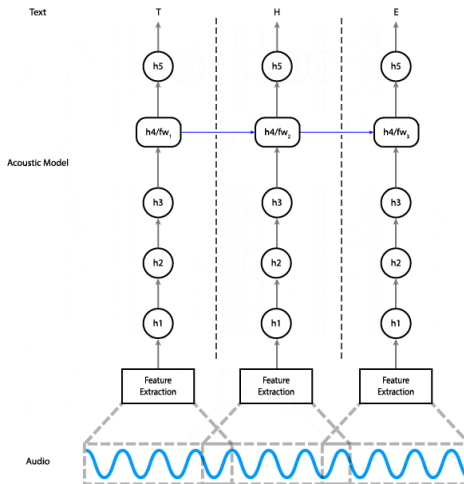 Text T H E
h5 h5 h5
h4/fw1 h4/fw2 h4/fw3
Acoustic Model
h3 h3 h3
h2 h2 h2
h1 h1 h1
Feature Feature Feature
Extraction Extraction Extraction
Audio